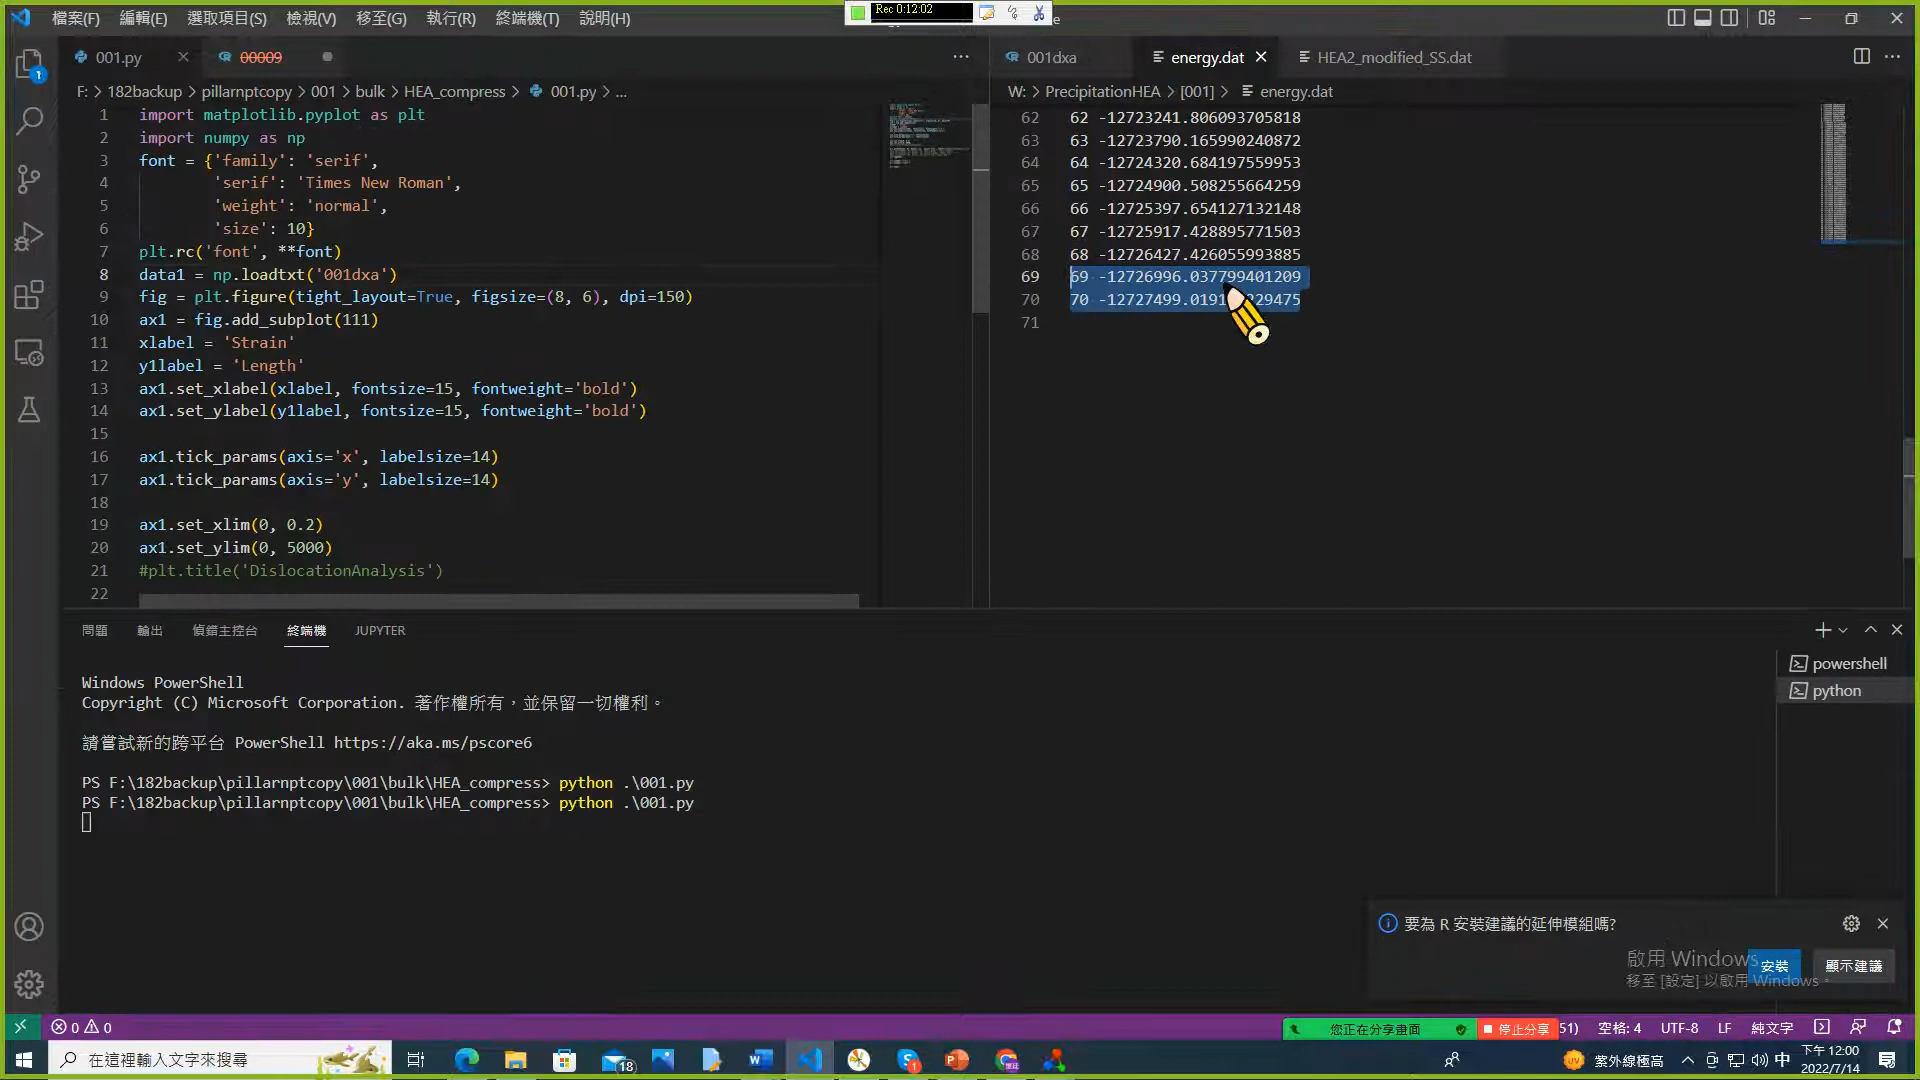 檔案(F) 編輯(E) 選取項目(S) 檢視(V) 移至(G) 執行(R) 終端機(T) 說明(H)
Rec 0:12:02
001.py
00009
001dxa
energy.dat
HEA2_modified_SS.dat
F: > 182backup > pillarnptcopy > 001 > bulk > HEA_compress > 001.py > ...
W: > PrecipitationHEA > [001] > energy.dat
1 import matplotlib.pyplot as plt
2 import numpy as np
3 font = {'family': 'serif',
4 'serif': 'Times New Roman',
5 'weight': 'normal',
6 'size': 10}
7 plt.rc('font', **font)
8 data1 = np.loadtxt('001dxa')
9 fig = plt.figure(tight_layout=True, figsize=(8, 6), dpi=150)
10 ax1 = fig.add_subplot(111)
11 xlabel = 'Strain'
12 y1label = 'Length'
13 ax1.set_xlabel(xlabel, fontsize=15, fontweight='bold')
14 ax1.set_ylabel(y1label, fontsize=15, fontweight='bold')
15
16 ax1.tick_params(axis='x', labelsize=14)
17 ax1.tick_params(axis='y', labelsize=14)
18
19 ax1.set_xlim(0, 0.2)
20 ax1.set_ylim(0, 5000)
21 #plt.title('DislocationAnalysis')
22
62 62 -12723241.806093705818
63 63 -12723790.165990240872
64 64 -12724320.684197559953
65 65 -12724900.508255664259
66 66 -12725397.654127132148
67 67 -12725917.428895771503
68 68 -12726427.426055993885
69 69 -12726996.037799401209
70 70 -12727499.0191 229475
71
問題 輸出 偵錯主控台 終端機 JUPYTER
powershell
python
Windows PowerShell
Copyright (C) Microsoft Corporation. 著作權所有，並保留一切權利。
請嘗試新的跨平台 PowerShell https://aka.ms/pscore6
PS F:\182backup\pillarnptcopy\001\bulk\HEA_compress> python .\001.py
PS F:\182backup\pillarnptcopy\001\bulk\HEA_compress> python .\001.py
要為 R 安裝建議的延伸模組嗎?
安裝
顯示建議
啟用 Windows
移至 [設定] 以啟用 Windows。
0 0
您正在分享畫面
停止分享
51) 空格: 4 UTF-8 LF 純文字
在這裡輸入文字來搜尋
18
1
紫外線極高
中
下午 12:00
2022/7/14